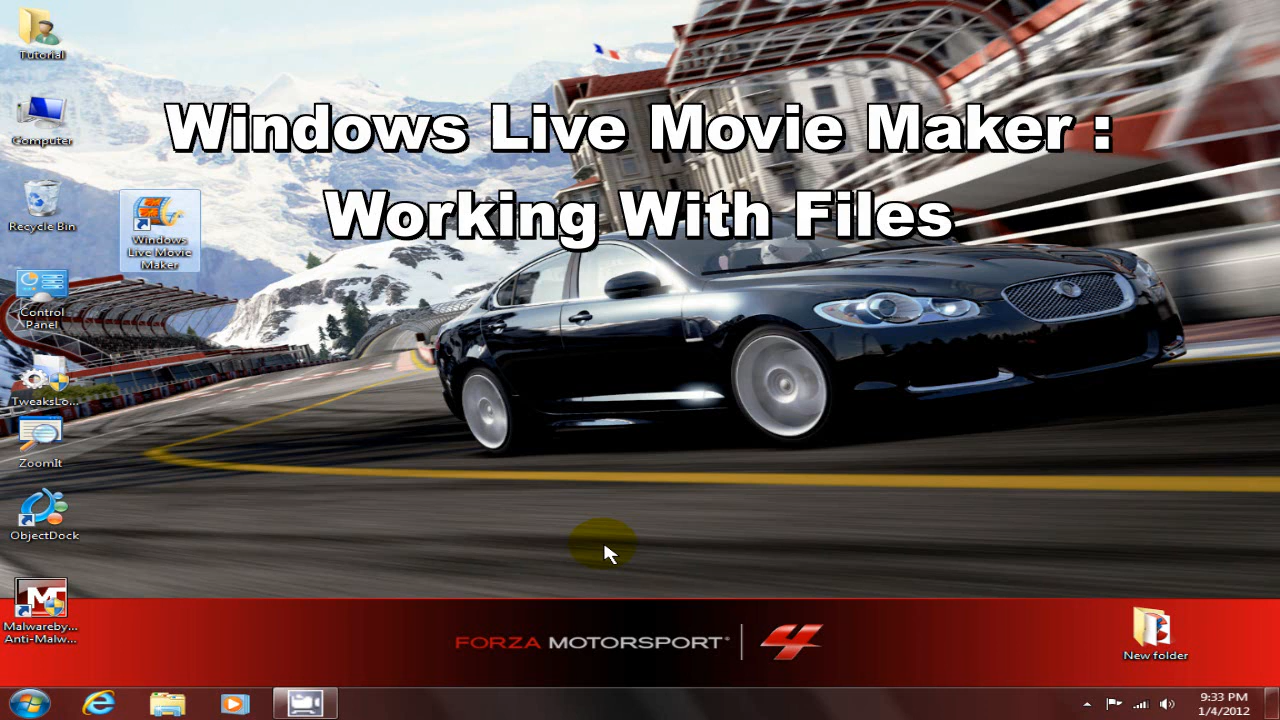 Tutorial
Windows Live Movie Maker :
Working With Files
Computer
Recycle Bin
Windows
Live Movie
Maker
Control
Panel
TweaksLo...
ZoomIt
ObjectDock
Malwareby...
Anti-Malw...
FORZA MOTORSPORT 4
New folder
9:33 PM
1/4/2012